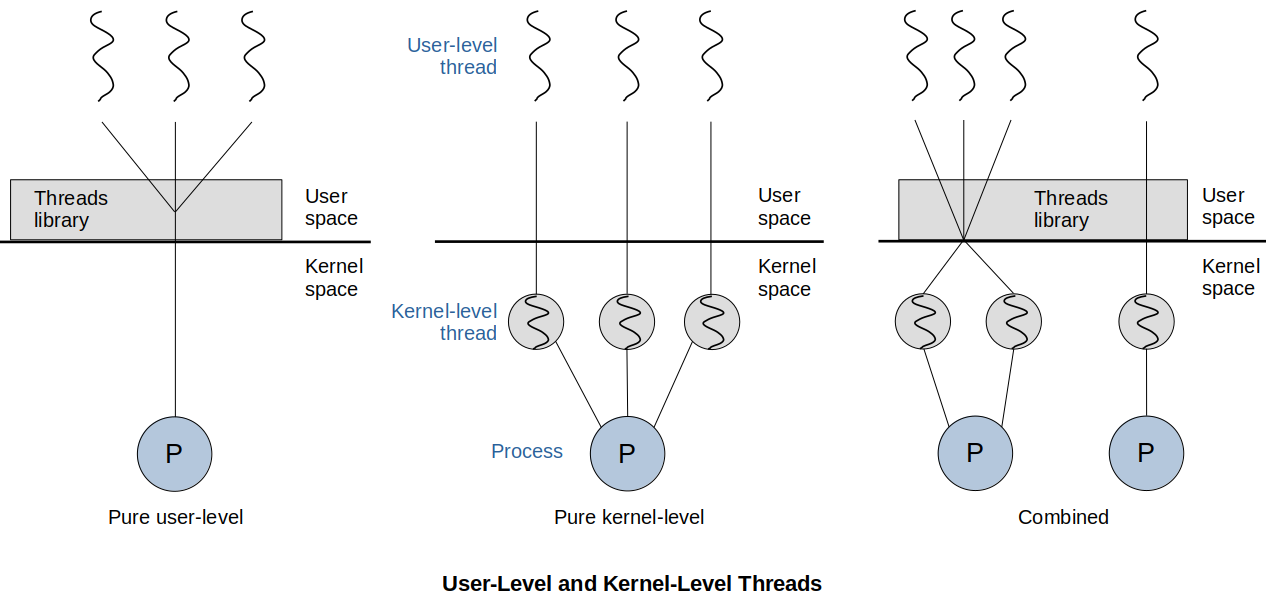 Threads
library
User
space
Kernel
space
P
Pure user-level
User-level
thread
User
space
Kernel
space
Kernel-level
thread
Process
P
Pure kernel-level
Threads
library
User
space
Kernel
space
P
P
Combined
User-Level and Kernel-Level Threads